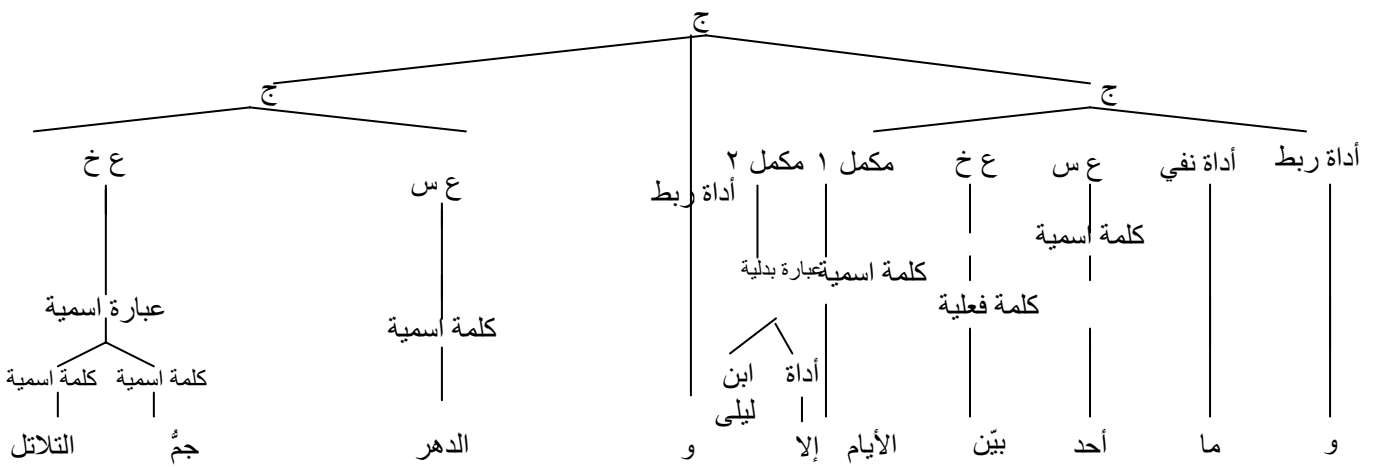 ج
ج ج
أداة ربط أداة نفي ع س ع خ مكمل ١ مكمل ٢ أداة ربط ع س ع خ
كلمة اسمية
كلمة اسمية عبارة بدلية
كلمة فعلية عبارة اسمية
كلمة اسمية
أداة ابن ليلى كلمة اسمية كلمة اسمية
و ما أحد بيّن الأيام إلا و الدهر جمُّ التلاتل